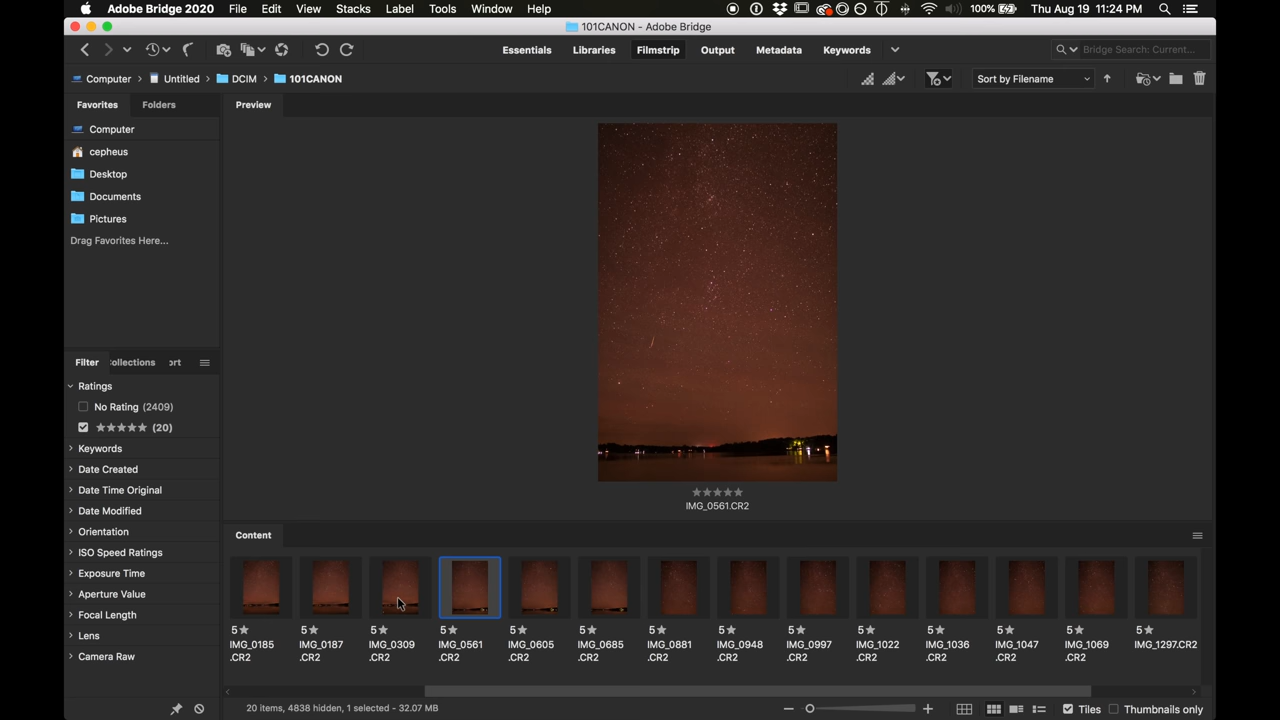 Adobe Bridge 2020 File Edit View Stacks Label Tools Window Help 100% Thu Aug 19 11:24 PM
101CANON - Adobe Bridge
Essentials Libraries Filmstrip Output Metadata Keywords Bridge Search: Current...
Computer Untitled DCIM 101CANON Sort by Filename
Favorites Folders Preview
Computer
cepheus
Desktop
Documents
Pictures
Drag Favorites Here...
Filter ollections ort
Ratings
No Rating (2409)
(20)
Keywords
Date Created
Date Time Original
Date Modified
Orientation
ISO Speed Ratings
Exposure Time
Aperture Value
Focal Length
Lens
Camera Raw
IMG_0561.CR2
Content
5 5 5 5 5 5 5 5 5 5 5 5 5 5
IMG_0185 IMG_0187 IMG_0309 IMG_0561 IMG_0605 IMG_0685 IMG_0881 IMG_0948 IMG_0997 IMG_1022 IMG_1036 IMG_1047 IMG_1069 IMG_1297.CR2
.CR2 .CR2 .CR2 .CR2 .CR2 .CR2 .CR2 .CR2 .CR2 .CR2 .CR2 .CR2 .CR2
20 items, 4838 hidden, 1 selected - 32.07 MB Tiles Thumbnails only